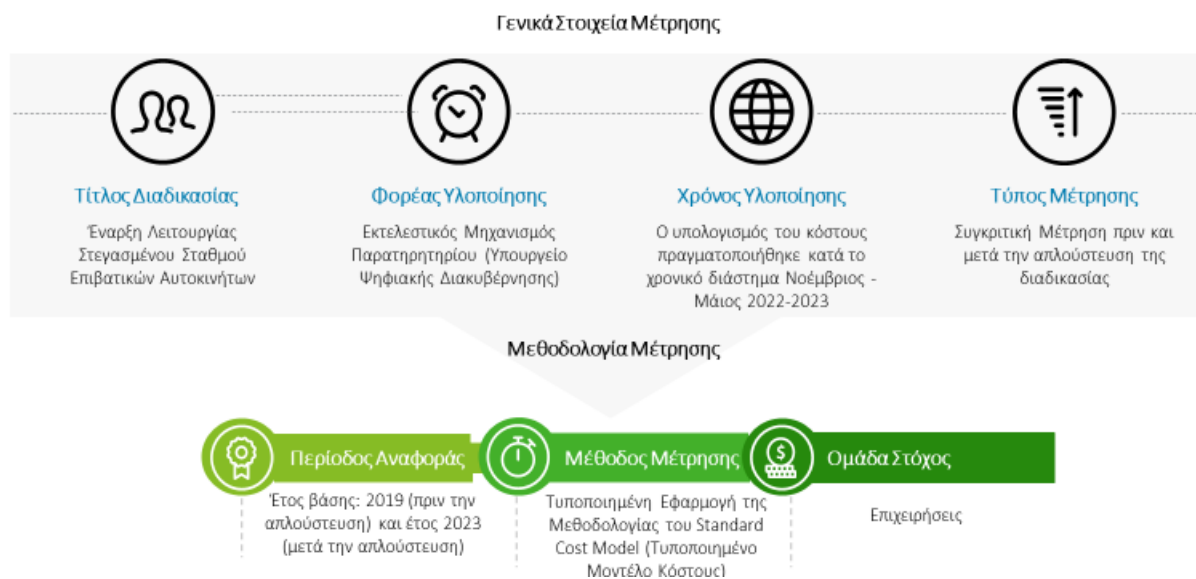 Γενικά Στοιχεία Μέτρησης
Τίτλος Διαδικασίας
Έναρξη Λειτουργίας
Στεγασμένου Σταθμού
Επιβατικών Αυτοκινήτων
Φορέας Υλοποίησης
Εκτελεστικός Μηχανισμός
Παρατηρητηρίου (Υπουργείο
Ψηφιακής Διακυβέρνησης)
Χρόνος Υλοποίησης
Ο υπολογισμός του κόστους
πραγματοποιήθηκε κατά το
χρονικό διάστημα Νοέμβριος -
Μάιος 2022-2023
Τύπος Μέτρησης
Συγκριτική Μέτρηση πριν και
μετά την απλούστευση της
διαδικασίας
Μεθοδολογία Μέτρησης
Περίοδος Αναφοράς
Έτος βάσης: 2019 (πριν την
απλούστευση) και έτος 2023
(μετά την απλούστευση)
Μέθοδος Μέτρησης
Τυποποιημένη Εφαρμογή της
Μεθοδολογίας του Standard
Cost Model (Τυποποιημένο
Μοντέλο Κόστους)
Ομάδα Στόχος
Επιχειρήσεις